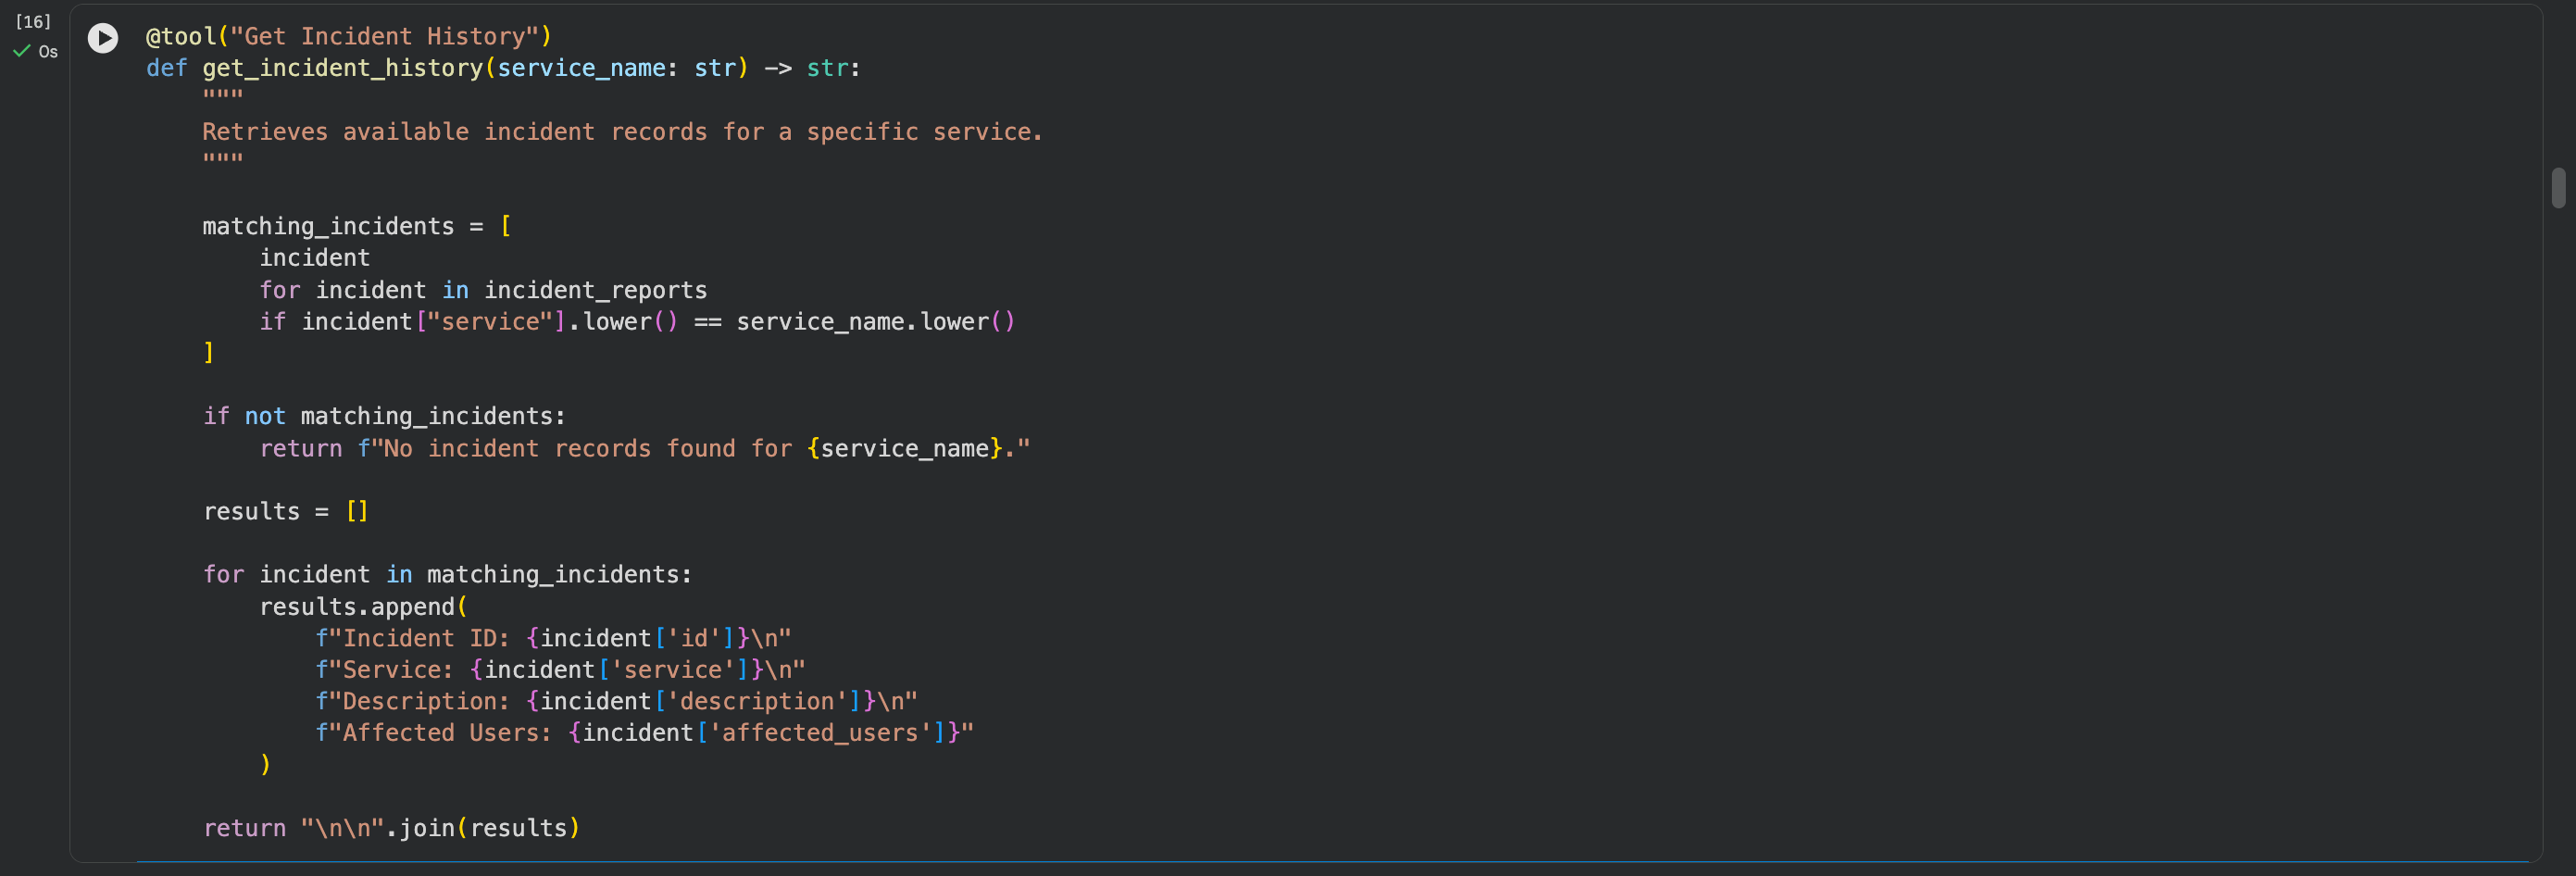 [16]
0s
@tool("Get Incident History")
def get_incident_history(service_name: str) -> str:
    """
    Retrieves available incident records for a specific service.
    """

    matching_incidents = [
        incident
        for incident in incident_reports
        if incident["service"].lower() == service_name.lower()
    ]

    if not matching_incidents:
        return f"No incident records found for {service_name}."

    results = []

    for incident in matching_incidents:
        results.append(
            f"Incident ID: {incident['id']}\n"
            f"Service: {incident['service']}\n"
            f"Description: {incident['description']}\n"
            f"Affected Users: {incident['affected_users']}"
        )

    return "\n\n".join(results)